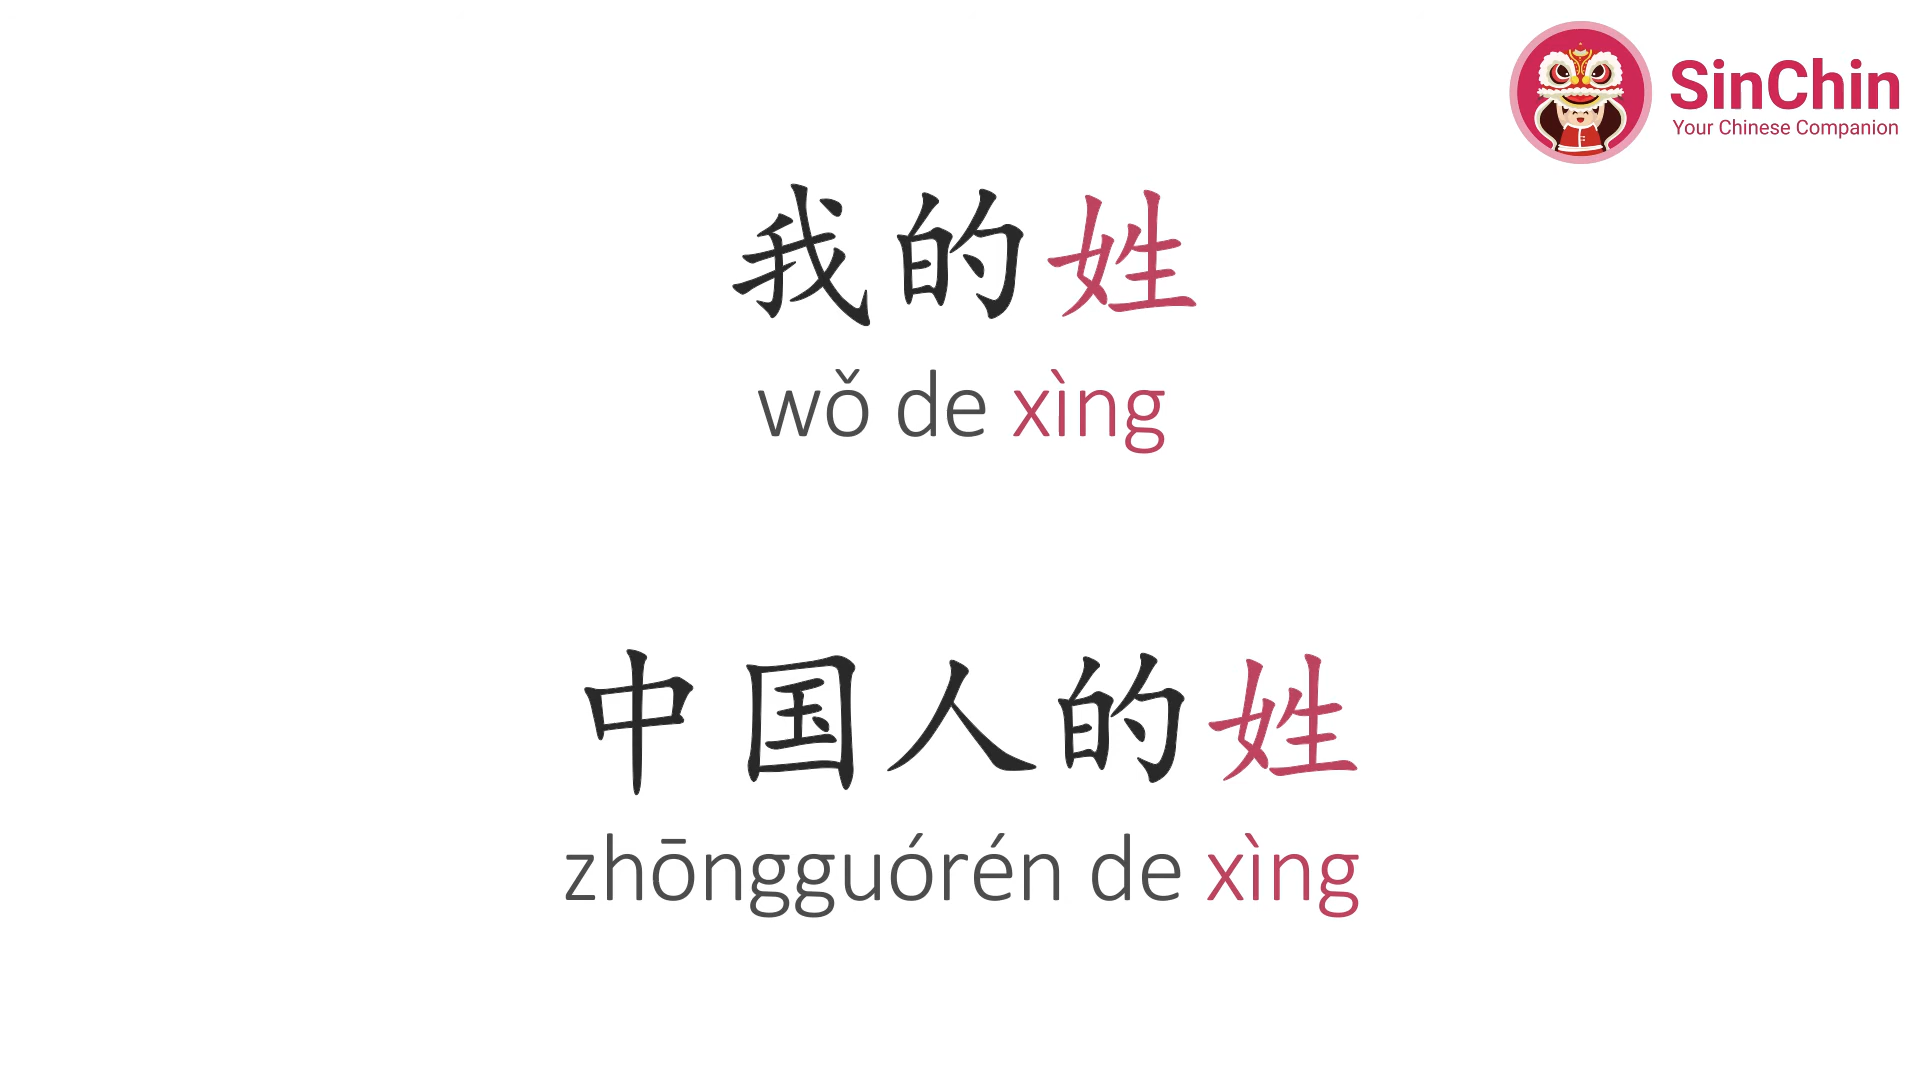 SinChin
Your Chinese Companion
我的姓
wǒ de xìng
中国人的姓
zhōngguórén de xìng